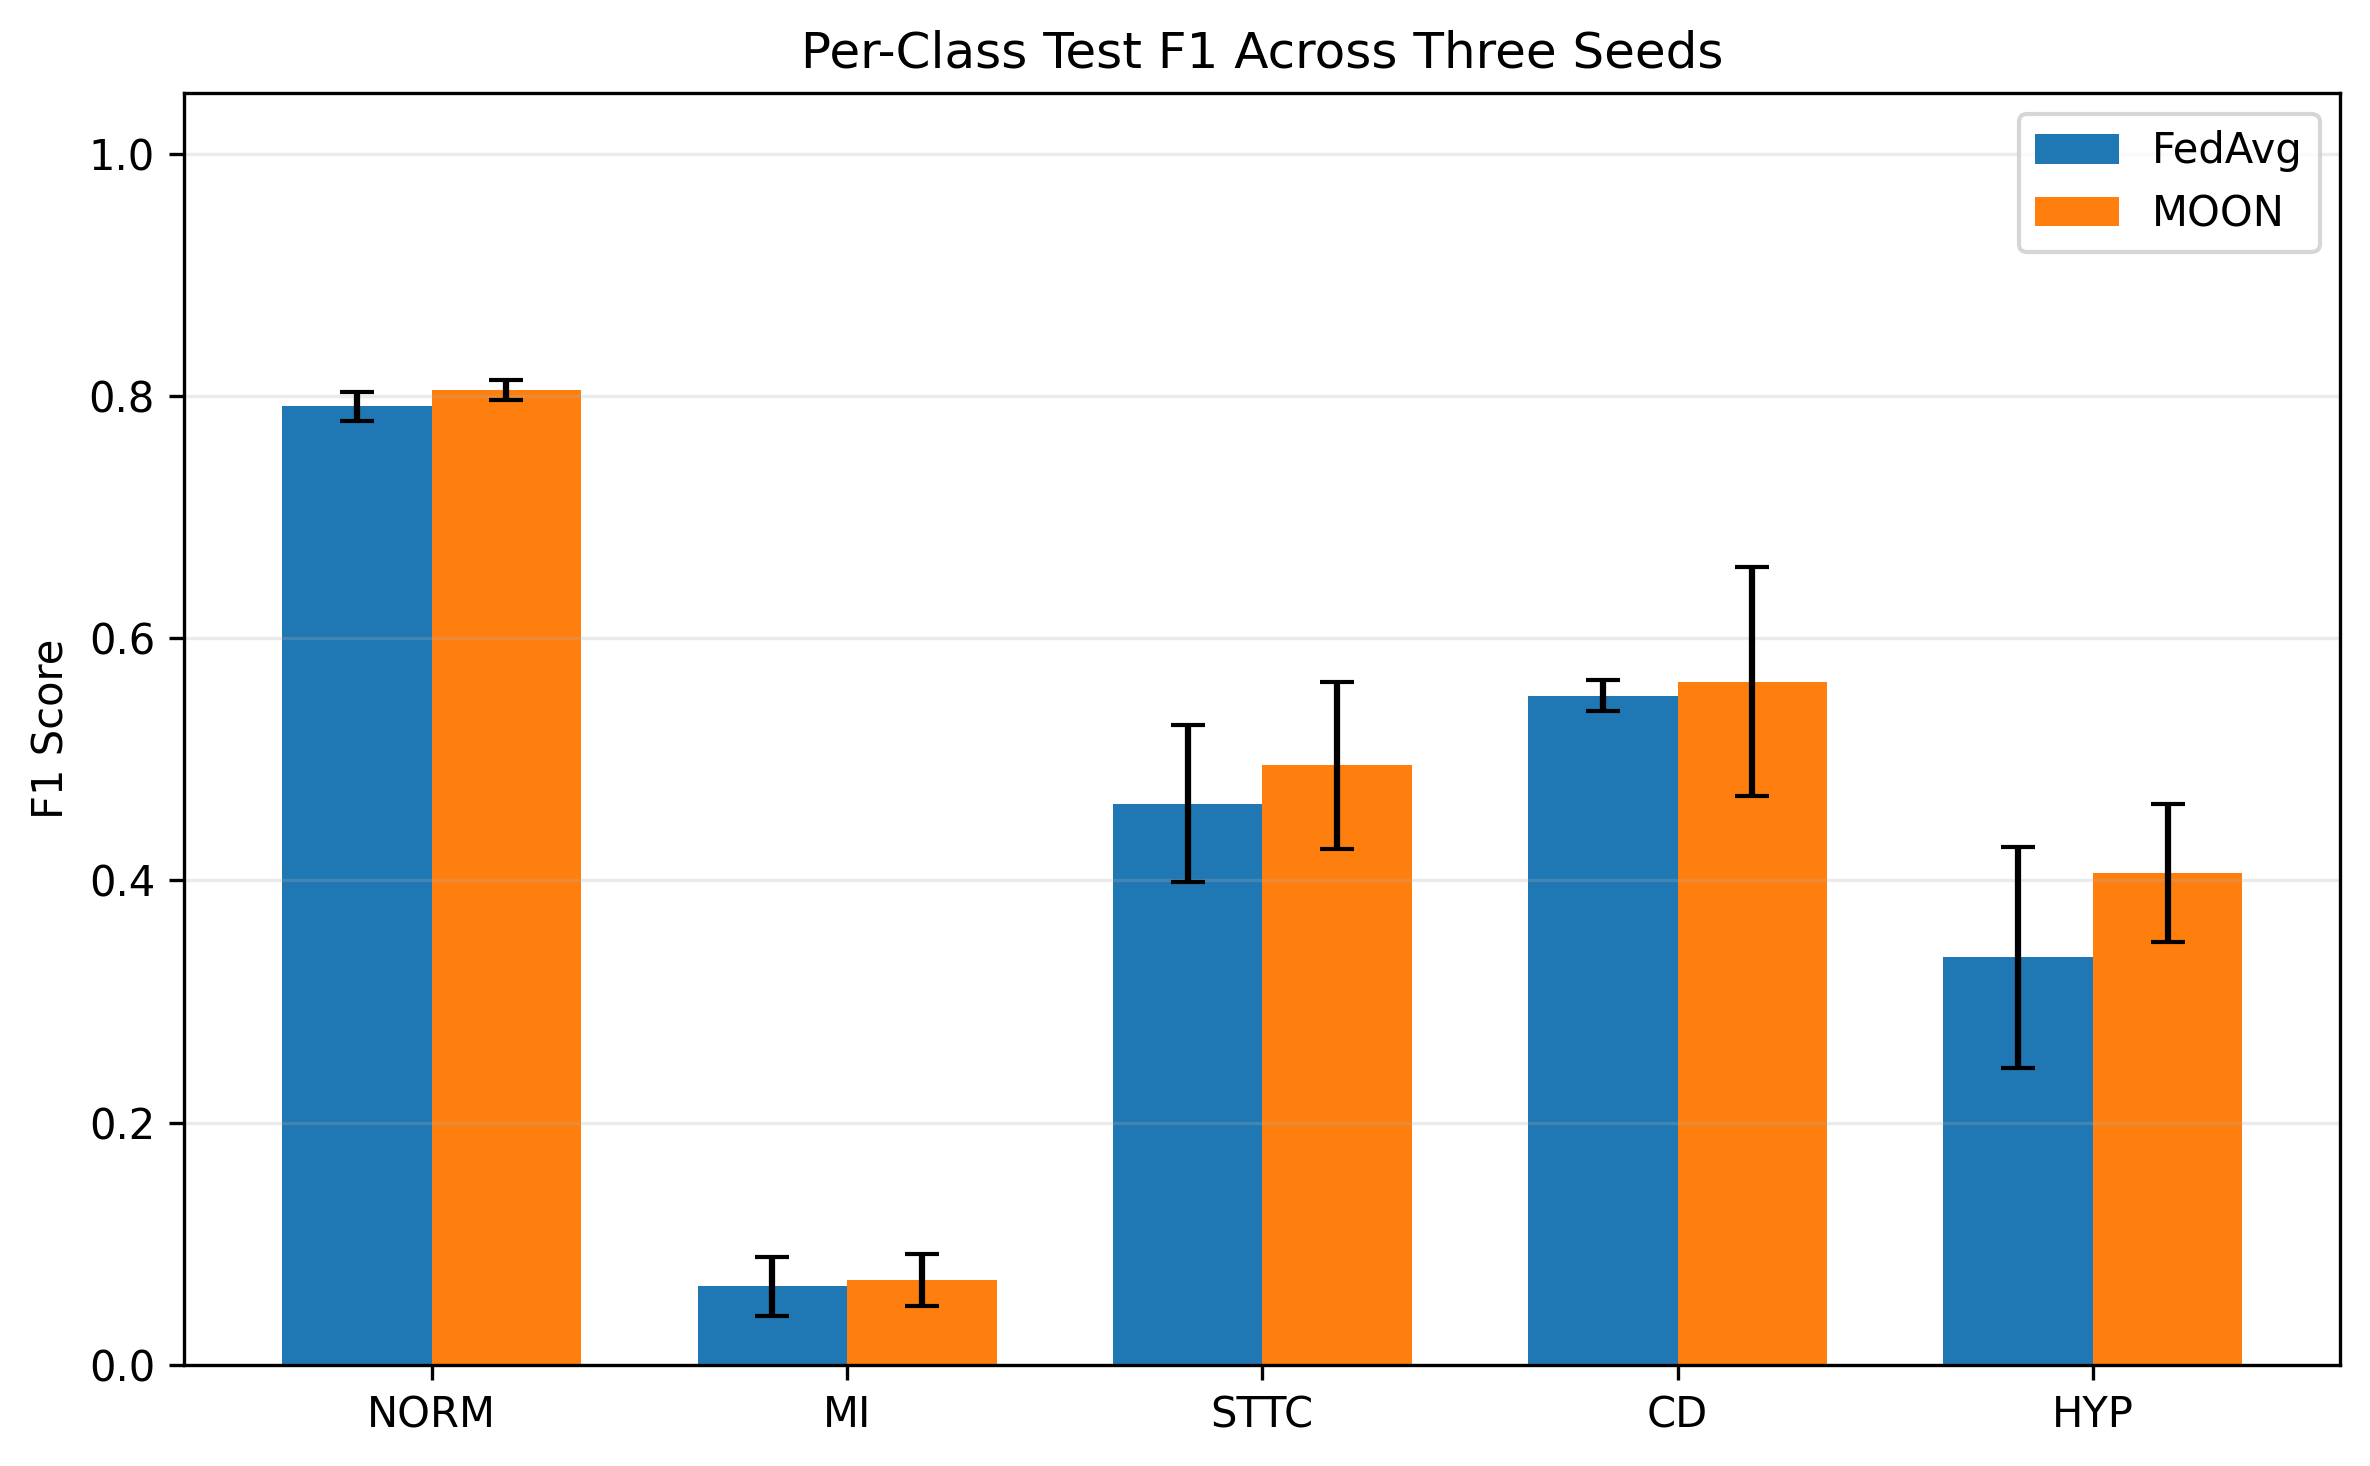 Per-Class Test F1 Across Three Seeds
FedAvg
MOON
1.0
0.8
0.6
0.4
0.2
0.0
F1 Score
NORM MI STTC CD HYP